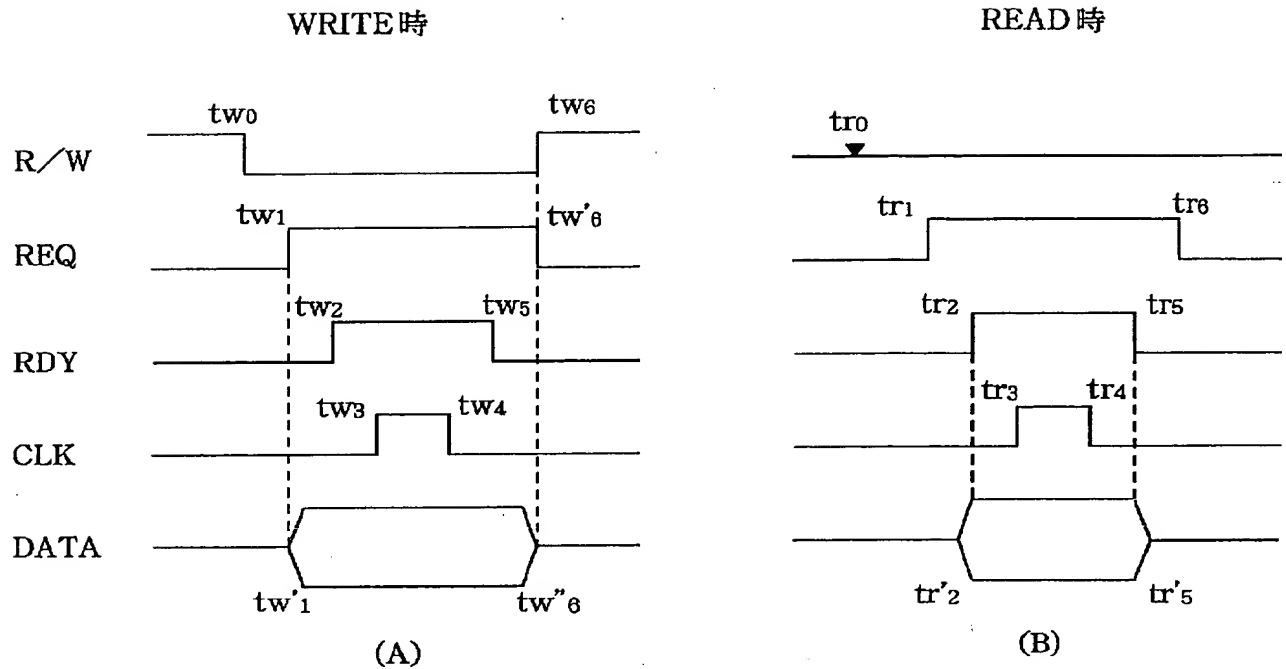 WRITE時
READ時
tw0 tw6
R／W
tr0
tw1 tw'6
REQ
tr1 tr6
tw2 tw5
RDY
tr2 tr5
tw3 tw4
CLK
tr3 tr4
DATA
tw'1 tw"6
tr'2 tr'5
(A)
(B)